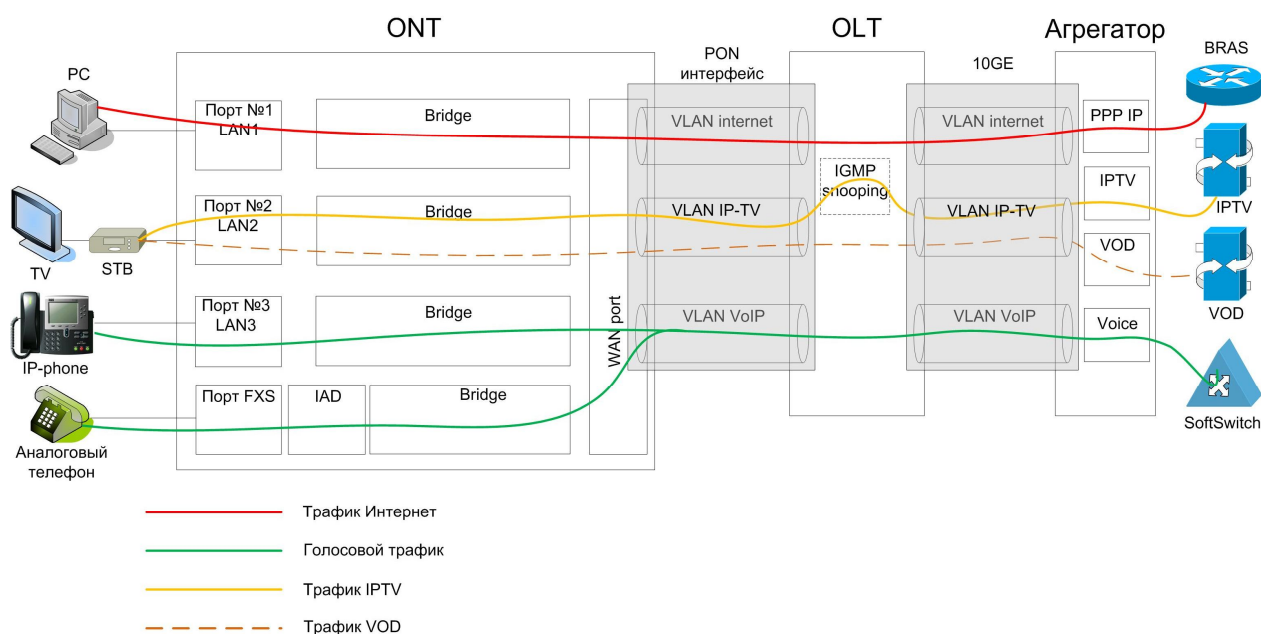 ONT
OLT
Агрегатор
PON
интерфейс
10GE
BRAS
PC
Порт №1
LAN1
Bridge
VLAN internet
VLAN internet
PPP IP
IGMP
snooping
IPTV
Порт №2
LAN2
Bridge
VLAN IP-TV
VLAN IP-TV
IPTV
TV
STB
VOD
Порт №3
LAN3
Bridge
WAN port
VLAN VoIP
VLAN VoIP
Voice
VOD
IP-phone
Порт FXS
IAD
Bridge
SoftSwitch
Аналоговый
телефон
Трафик Интернет
Голосовой трафик
Трафик IPTV
Трафик VOD